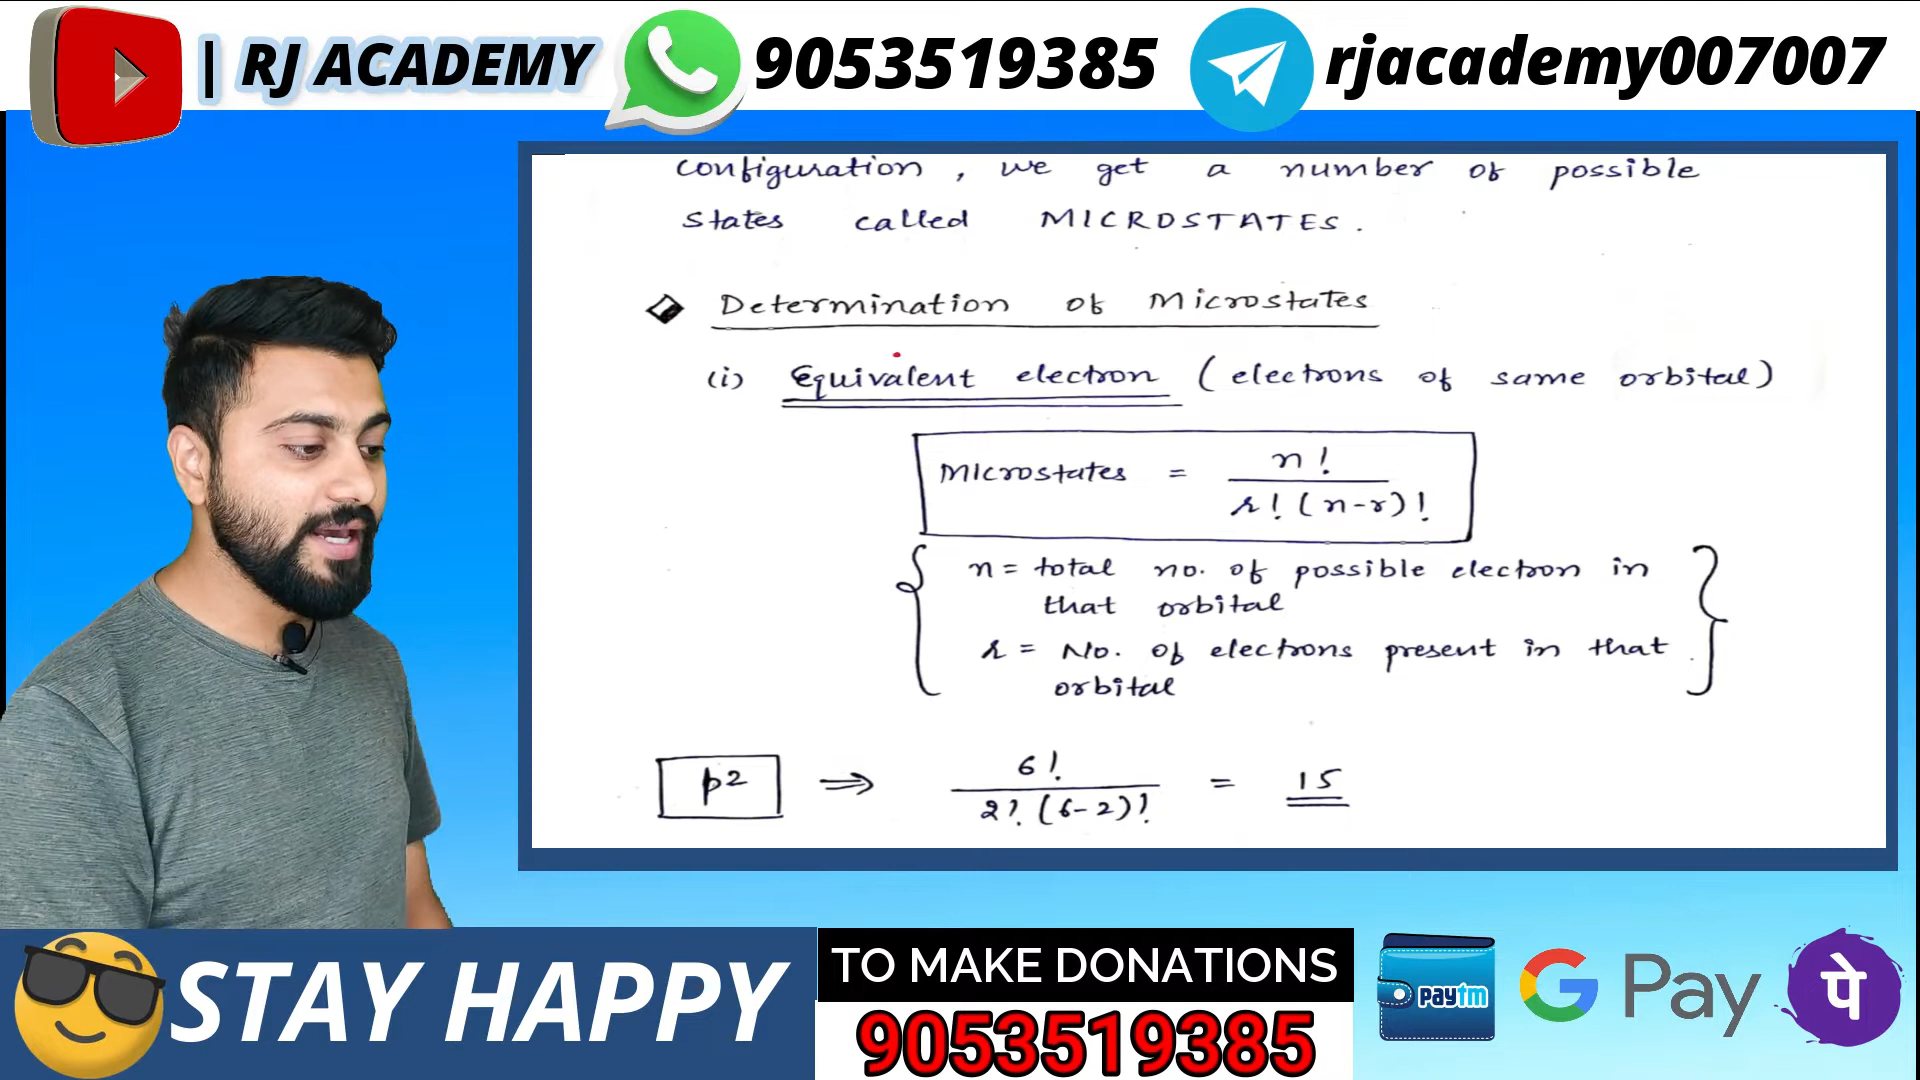 | RJ ACADEMY 9053519385 rjacademy007007
configuration, we get a number of possible
states called MICROSTATES.
Determination of Microstates
(i) Equivalent electron (electrons of same orbital)
Microstates = n! / r! (n-r)!
n = total no. of possible electron in
that orbital
r = No. of electrons present in that
orbital
p² ⇒ 6! / 2! (6-2)! = 15
STAY HAPPY
TO MAKE DONATIONS
9053519385
paytm
G Pay
पे